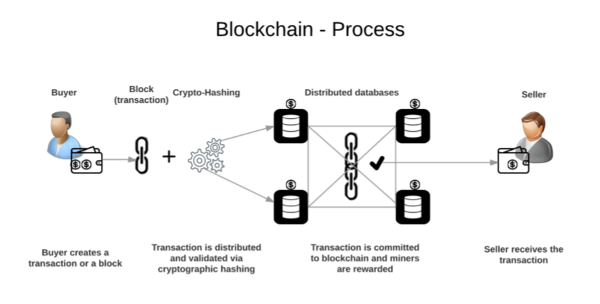 Blockchain - Process
Buyer
Block
(transaction)
Crypto-Hashing
Distributed databases
Seller
$
$
$ $
$
$
$
Buyer creates a
transaction or a block
Transaction is distributed
and validated via
cryptographic hashing
Transaction is committed
to blockchain and miners
are rewarded
Seller receives the
transaction